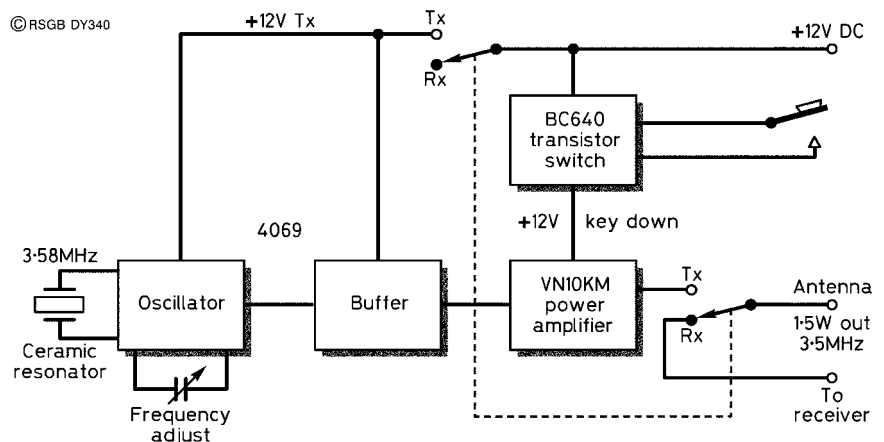 © RSGB DY340
+12V Tx
Tx
Rx
+12V DC
BC640
transistor
switch
+12V key down
4069
3·58MHz
Oscillator
Buffer
VN10KM
power
amplifier
Tx
Rx
Antenna
1·5W out
3·5MHz
Ceramic
resonator
Frequency
adjust
To
receiver